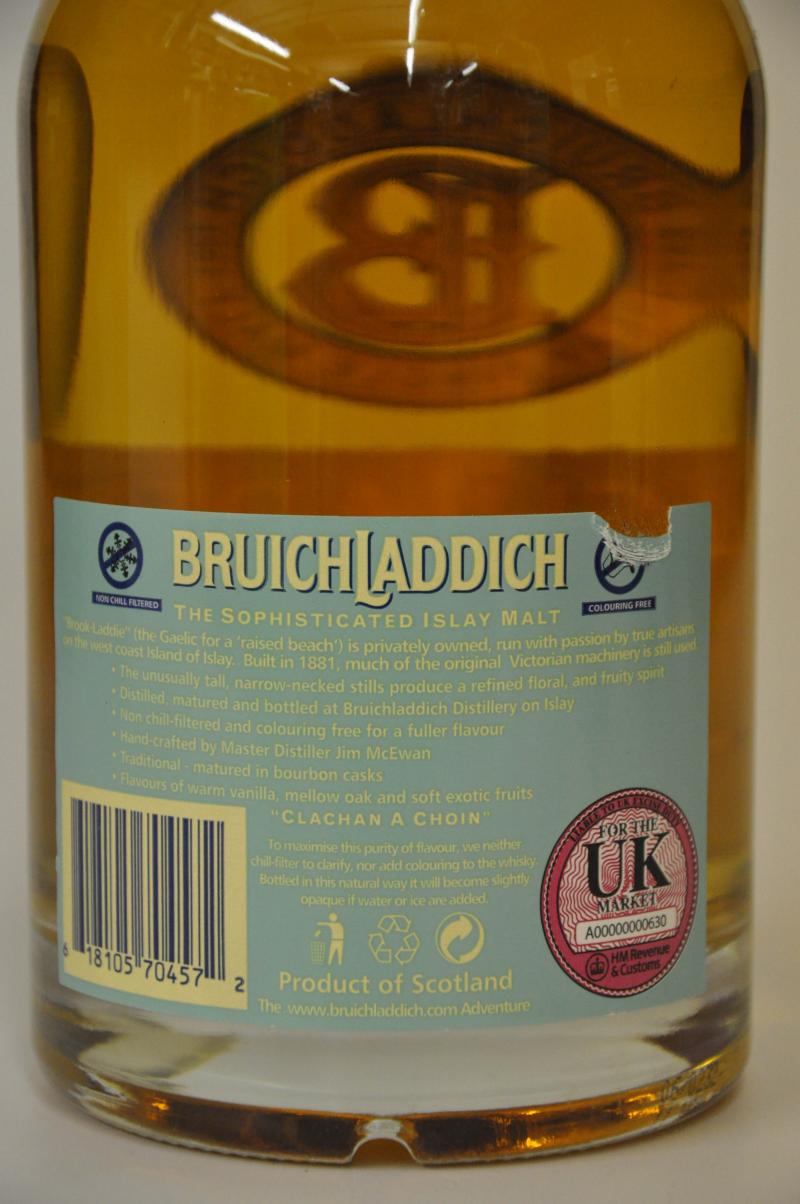 BRUICHLADDICH
NON CHILL FILTERED
COLOURING FREE
THE SOPHISTICATED ISLAY MALT
"Brook-Laddie" (the Gaelic for a 'raised beach') is privately owned, run with passion by true artisans
on the west coast Island of Islay. Built in 1881, much of the original Victorian machinery is still used.
• The unusually tall, narrow-necked stills produce a refined floral, and fruity spirit
• Distilled, matured and bottled at Bruichladdich Distillery on Islay
• Non chill-filtered and colouring free for a fuller flavour
• Hand-crafted by Master Distiller Jim McEwan
• Traditional - matured in bourbon casks
• Flavours of warm vanilla, mellow oak and soft exotic fruits
"CLACHAN A CHOIN"
To maximise this purity of flavour, we neither
chill-filter to clarify, nor add colouring to the whisky.
Bottled in this natural way it will become slightly
opaque if water or ice are added.
Product of Scotland
The www.bruichladdich.com Adventure
6 18105 70457 2
LIABLE TO UK EXCISE DUTY
FOR THE
UK
MARKET
A00000000630
HM Revenue
& Customs